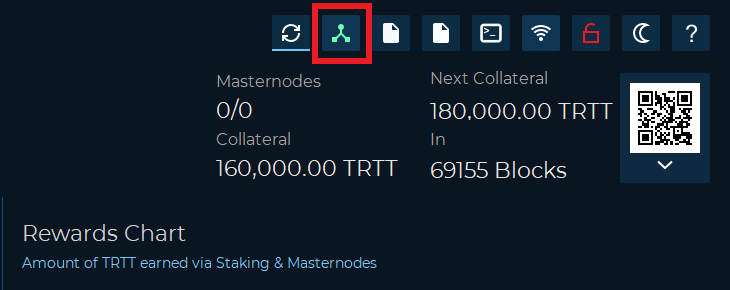 ?
Masternodes
0/0
Collateral
160,000.00 TRTT
Next Collateral
180,000.00 TRTT
In
69155 Blocks
Rewards Chart
Amount of TRTT earned via Staking & Masternodes